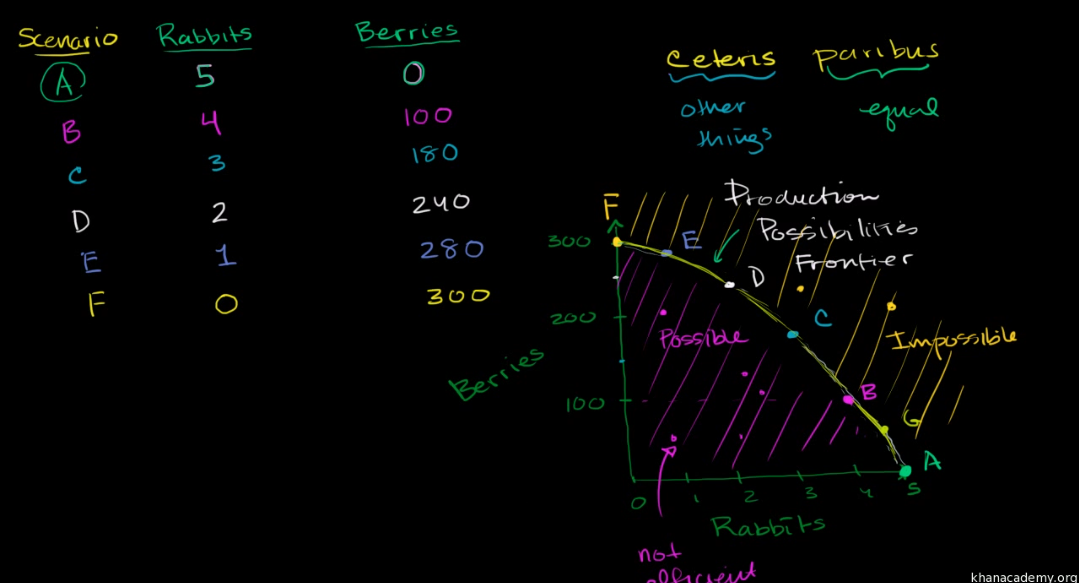 Scenario Rabbits Berries
A 5 0
B 4 100
C 3 180
D 2 240
E 1 280
F 0 300
Ceteris paribus
other things
equal
Production
Possibilities
Frontier
F
300
E
D
200
C
Possible
Impossible
Berries
100
B
G
A
0 1 2 3 4 5
Rabbits
not
efficient
khanacademy.org